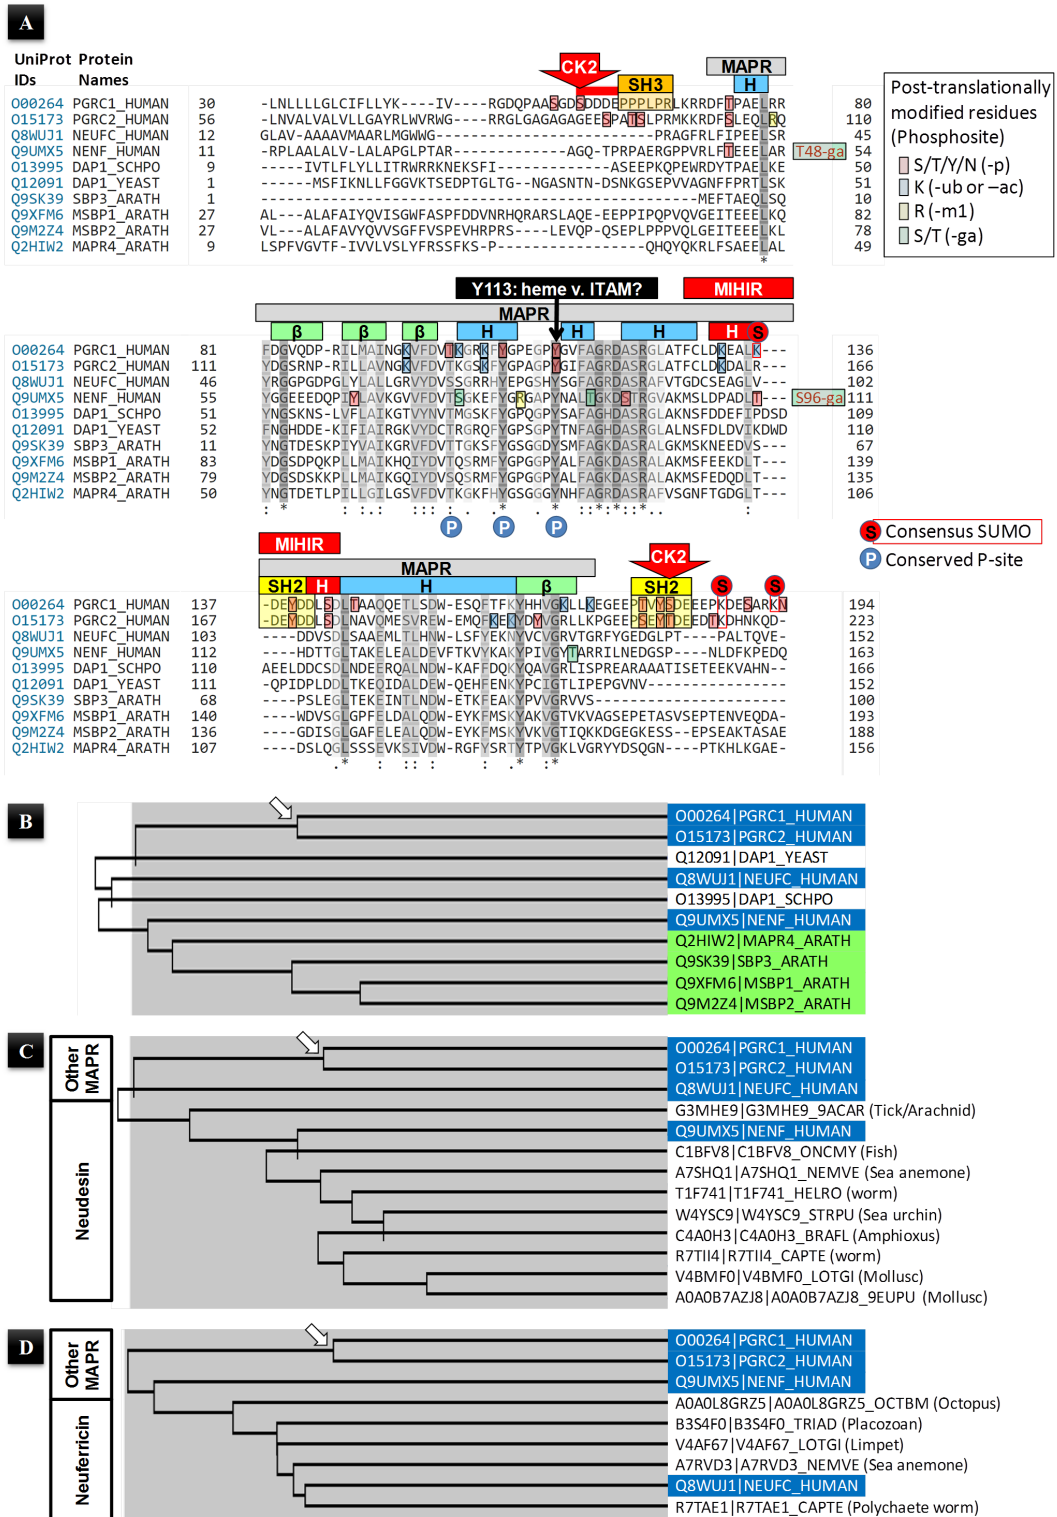 A
UniProt Protein
IDs Names
CK2
SH3
MAPR
H
O00264 PGRC1_HUMAN 30 -LNLLLLGLCIFLLYK----IV----RGDQPAASGDSDDDEPPPLPRLKRRDFTPAELRR 80
O15173 PGRC2_HUMAN 56 -LNVALVALVLLGAYRLWVRWG----RRGLGAGAGAGEESPATSLPRMKKRDFSLEQLRQ 110
Q8WUJ1 NEUFC_HUMAN 12 GLAV-AAAAVMAARLMGWWG---------------------------------RLFSEEELSR 45
Q9UMX5 NENF_HUMAN 11 -RPLAALALV-LALAPGLPTAR-------------AGQ-TPRPAERGPPVRLFTEEELAR T48-ga 54
O13995 DAP1_SCHPO 9 ----IVTLFLYLLITRWRRKNEKSFI------------------------PEPTELTPKELAKE 50
Q12091 DAP1_YEAST 1 ----MSFIKNLLFGGVKTSEDPTGLTG--NGASNTN-DSNKGSEPVVAGNFFPRTLSK 51
Q9SK39 SBP3_ARATH 1 ------------------------------------------------MEFTAEQLSQ 10
Q9XFM6 MSBP1_ARATH 27 AL---ALAFAIYQVISGWFASPFDDVNRHQRARSLAQE-EEPPIPQPVQVGEITEEELKQ 82
Q9M2Z4 MSBP2_ARATH 27 VL---ALAFAVYQVVSGFFVSPEVHRPRS------LEVQP-QSEPLPPPVQLGEITEEELKL 78
Q2HIW2 MAPR4_ARATH 9 LSPFVGVTF-IVVLVSLYFRSSFKS-P---------------QHQYQKRLFSAEELAL 49
*
Post-translationally
modified residues
(Phosphosite)
S/T/Y/N (-p)
K (-ub or –ac)
R (-m1)
S/T (-ga)
Y113: heme v. ITAM?
MIHIR
MAPR
β β β H H H H S
O00264 PGRC1_HUMAN 81 FDGVQDP-RILMAINGKVFDVTKGRKFYGPEGPYGVFAGRDASRGLATFCLDKEALK--- 136
O15173 PGRC2_HUMAN 111 YDGSRNP-RILLAVNGKVFDVTKGSKFYGPAGPYGIFAGRDASRGLATFCLDKEALR--- 166
Q8WUJ1 NEUFC_HUMAN 46 YRGGPGDPGLYLALLGRVYDVSSGRRHYEPGSHYSGFAGRDASRAFVTGDCSEAGLV--- 102
Q9UMX5 NENF_HUMAN 55 YGGEEEDQPIYLAVKGVVFDVTSGKEFYGRGAPYNALTGKDSTRGVAKMSLDPADLT--- S96-ga 111
O13995 DAP1_SCHPO 51 YNGSKNS-LVFLAIKGTVYNVTMGSKFYGPQGPYSAFAGHDASRGLAKNSFDDEFIPDSD 109
Q12091 DAP1_YEAST 52 FNGHDDE-KIFIAIRGKVYDCTRGRQFYGPSGPYTNFAGHDASRGLALNSFDLDVIKDWD 110
Q9SK39 SBP3_ARATH 11 YNGTDESKPIYVAIKGRVFDVTTGKSFYGSGGDYSMFAGKDASRALGKMSKNEEDVS--- 67
Q9XFM6 MSBP1_ARATH 83 YDGSDPQKPLLMAIKHQIYDVTQSRMFYGPGGPYALFAGKDASRALAKMSFEEKDLT--- 139
Q9M2Z4 MSBP2_ARATH 79 YDGSDSKKPLLMAIKGQIYDVSQSRMFYGPGGPYALFAGKDASRALAKMSFEDQDLT--- 135
Q2HIW2 MAPR4_ARATH 50 YNGTDETLPILLGILGSVFDVTKGKFHYGSGGGYNHFAGRDASRAFVSGNFTGDGLT--- 106
P P P
S Consensus SUMO
P Conserved P-site
MIHIR
MAPR
CK2
SH2 H H β SH2 S S
O00264 PGRC1_HUMAN 137 -DEYDDLSDLTAAQQETLSDW-ESQFTFKYHHVGKLLKEGEEPTVYSDEEEPKDESARKN 194
O15173 PGRC2_HUMAN 167 -DEYDDLSDLNAVQMESVREW-EMQFKEKYDYVGRLLKPGEEPSEYTDEEDTKDHNKQD- 223
Q8WUJ1 NEUFC_HUMAN 103 ----DDVSDLSAAEMLTLHNW-LSFYEKNYVCVGRVTGRFYGEDGLPT----PALTQVE- 152
Q9UMX5 NENF_HUMAN 112 ----HDTTGLTAKELEALDEVFTKVYKAKYPIVGYTARRILNEDGSP----NLDFKPEDQ 163
O13995 DAP1_SCHPO 110 AEELDDCSDLNDEERQALNDW-KAFFDQKYQAVGRLISPREARAAATISETEEKVAHN-- 166
Q12091 DAP1_YEAST 111 -QPIDPLDDLTKEQIDALDEW-QEHFENKYPCIGTLIPEPGVNV---------------- 152
Q9SK39 SBP3_ARATH 68 ----PSLEGLTEKEINTLNDW-ETKFEAKYPVVGRVVS---------------------- 100
Q9XFM6 MSBP1_ARATH 140 ----WDVSGLGPFELDALQDW-EYKFMSKYAKVGTVKVAGSEPETASVSEPTENVEQDA- 193
Q9M2Z4 MSBP2_ARATH 136 ----GDISGLGAFELEALQDW-EYKFMSKYVKVGTIQKKDGEGKESS--EPSEAKTASAE 188
Q2HIW2 MAPR4_ARATH 107 ----DSLQGLSSSEVKSIVDW-RGFYSRTYTPVGKLVGRYYDSQGN----PTKHLKGAE- 156
B
O00264|PGRC1_HUMAN
O15173|PGRC2_HUMAN
Q12091|DAP1_YEAST
Q8WUJ1|NEUFC_HUMAN
O13995|DAP1_SCHPO
Q9UMX5|NENF_HUMAN
Q2HIW2|MAPR4_ARATH
Q9SK39|SBP3_ARATH
Q9XFM6|MSBP1_ARATH
Q9M2Z4|MSBP2_ARATH
C
Other
MAPR
Neudesin
O00264|PGRC1_HUMAN
O15173|PGRC2_HUMAN
Q8WUJ1|NEUFC_HUMAN
G3MHE9|G3MHE9_9ACAR (Tick/Arachnid)
Q9UMX5|NENF_HUMAN
C1BFV8|C1BFV8_ONCMY (Fish)
A7SHQ1|A7SHQ1_NEMVE (Sea anemone)
T1F741|T1F741_HELRO (worm)
W4YSC9|W4YSC9_STRPU (Sea urchin)
C4A0H3|C4A0H3_BRAFL (Amphioxus)
R7TII4|R7TII4_CAPTE (worm)
V4BMF0|V4BMF0_LOTGI (Mollusc)
A0A0B7AZJ8|A0A0B7AZJ8_9EUPU (Mollusc)
D
Other
MAPR
Neuferricin
O00264|PGRC1_HUMAN
O15173|PGRC2_HUMAN
Q9UMX5|NENF_HUMAN
A0A0L8GRZ5|A0A0L8GRZ5_OCTBM (Octopus)
B3S4F0|B3S4F0_TRIAD (Placozoan)
V4AF67|V4AF67_LOTGI (Limpet)
A7RVD3|A7RVD3_NEMVE (Sea anemone)
Q8WUJ1|NEUFC_HUMAN
R7TAE1|R7TAE1_CAPTE (Polychaete worm)